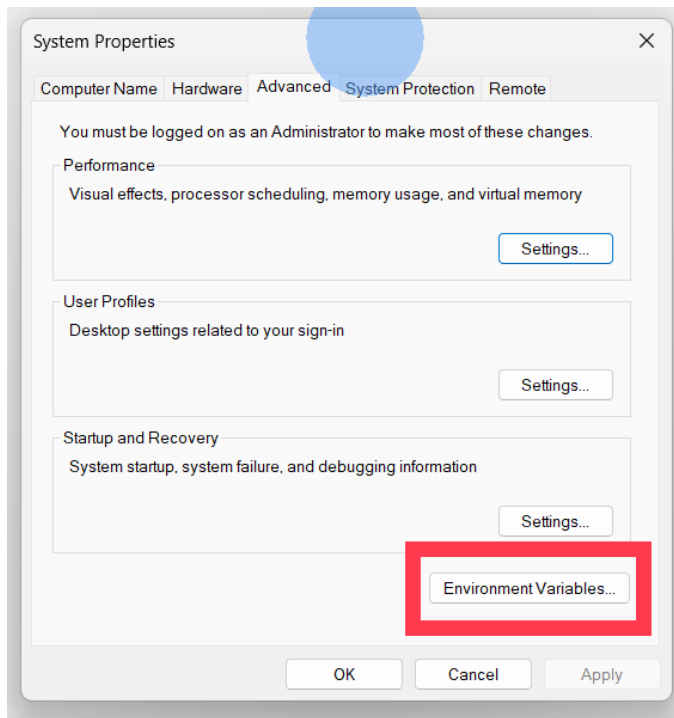 System Properties
Computer Name Hardware Advanced System Protection Remote
You must be logged on as an Administrator to make most of these changes.
Performance
Visual effects, processor scheduling, memory usage, and virtual memory
Settings...
User Profiles
Desktop settings related to your sign-in
Settings...
Startup and Recovery
System startup, system failure, and debugging information
Settings...
Environment Variables...
OK Cancel Apply